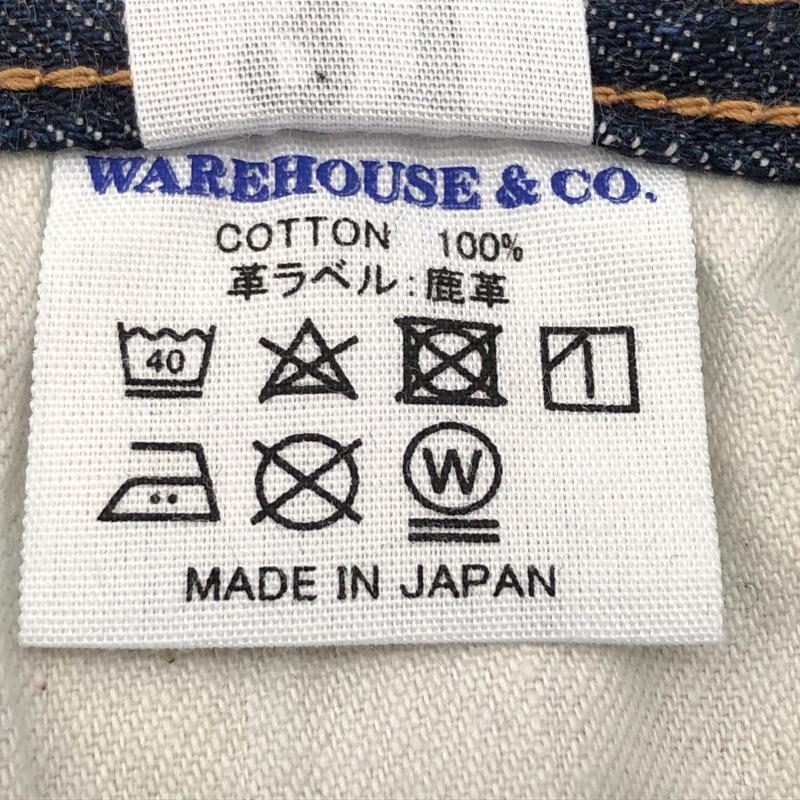 WAREHOUSE & CO.
COTTON 100%
革ラベル:鹿革
40
W
MADE IN JAPAN